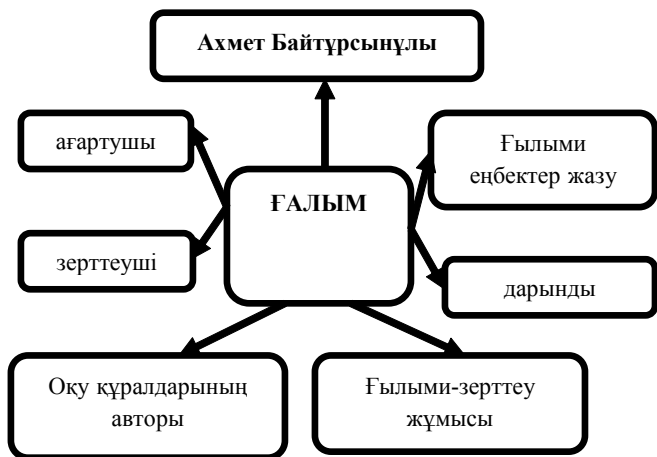 Ахмет Байтұрсынұлы
ағартушы
Ғылыми
еңбектер жазу
ҒАЛЫМ
зерттеуші
дарынды
Оқу құралдарының
авторы
Ғылыми-зерттеу
жұмысы